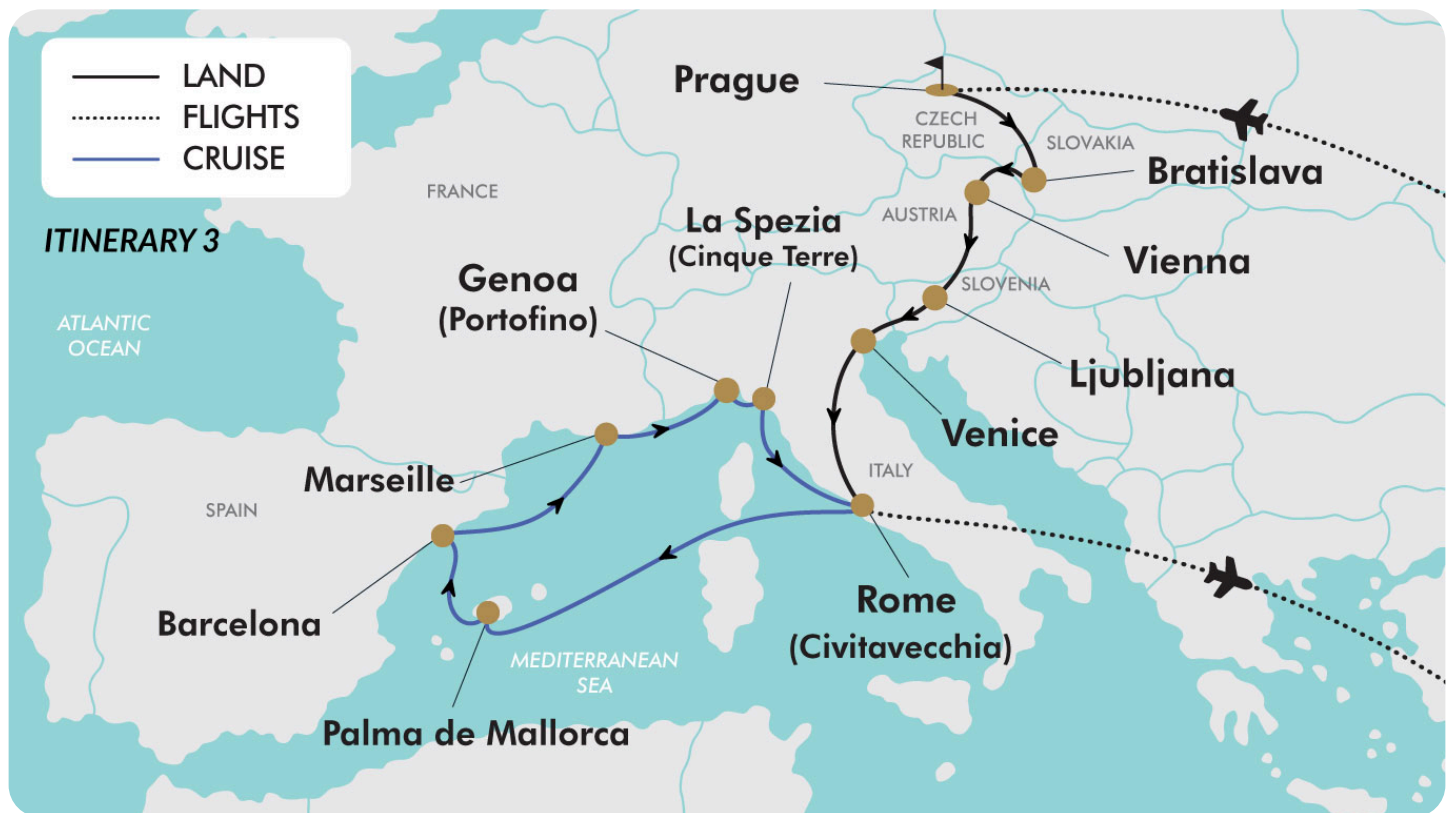 LAND
FLIGHTS
CRUISE
ITINERARY 3
ATLANTIC
OCEAN
FRANCE
SPAIN
Prague
CZECH
REPUBLIC
SLOVAKIA
Bratislava
AUSTRIA
Vienna
SLOVENIA
Ljubljana
Venice
La Spezia
(Cinque Terre)
Genoa
(Portofino)
Marseille
ITALY
Barcelona
Rome
(Civitavecchia)
MEDITERRANEAN
SEA
Palma de Mallorca